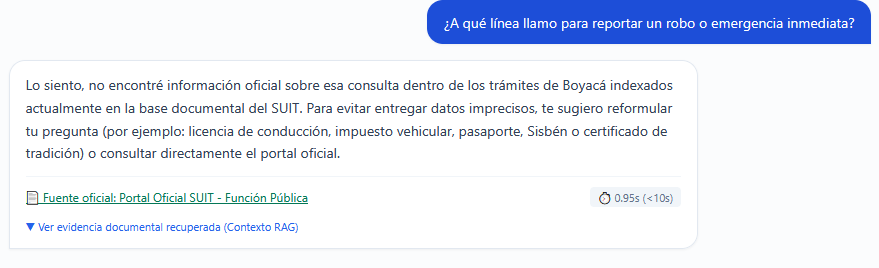 ¿A qué línea llamo para reportar un robo o emergencia inmediata?
Lo siento, no encontré información oficial sobre esa consulta dentro de los trámites de Boyacá indexados
actualmente en la base documental del SUIT. Para evitar entregar datos imprecisos, te sugiero reformular
tu pregunta (por ejemplo: licencia de conducción, impuesto vehicular, pasaporte, Sisbén o certificado de
tradición) o consultar directamente el portal oficial.
Fuente oficial: Portal Oficial SUIT - Función Pública
0.95s (<10s)
▼ Ver evidencia documental recuperada (Contexto RAG)